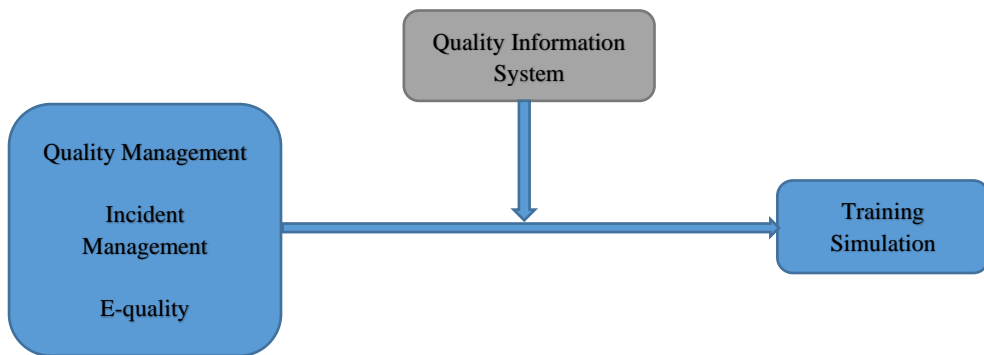 Quality Information
System
Quality Management
Incident
Management
E-quality
Training
Simulation